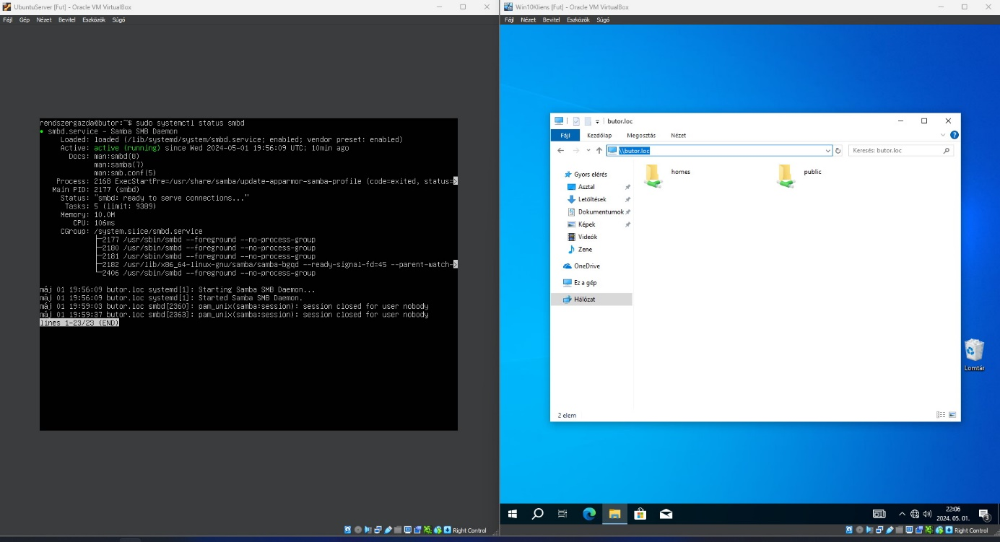 UbuntuServer [Fut] - Oracle VM VirtualBox
Fájl Gép Nézet Bevitel Eszközök Súgó
rendszergazda@butor:~$ sudo systemctl status smbd
● smbd.service - Samba SMB Daemon
Loaded: loaded (/lib/systemd/system/smbd.service; enabled; vendor preset: enabled)
Active: active (running) since Wed 2024-05-01 19:56:09 UTC; 10min ago
Docs: man:smbd(8)
man:samba(7)
man:smb.conf(5)
Process: 2168 ExecStartPre=/usr/share/samba/update-apparmor-samba-profile (code=exited, status=>
Main PID: 2177 (smbd)
Status: "smbd: ready to serve connections..."
Tasks: 5 (limit: 9389)
Memory: 10.0M
CPU: 106ms
CGroup: /system.slice/smbd.service
├─2177 /usr/sbin/smbd --foreground --no-process-group
├─2180 /usr/sbin/smbd --foreground --no-process-group
├─2181 /usr/sbin/smbd --foreground --no-process-group
├─2182 /usr/lib/x86_64-linux-gnu/samba/samba-bgqd --ready-signal-fd=45 --parent-watch->
└─2406 /usr/sbin/smbd --foreground --no-process-group
máj 01 19:56:09 butor.loc systemd[1]: Starting Samba SMB Daemon...
máj 01 19:56:09 butor.loc systemd[1]: Started Samba SMB Daemon.
máj 01 19:59:03 butor.loc smbd[2360]: pam_unix(samba:session): session closed for user nobody
máj 01 19:59:37 butor.loc smbd[2363]: pam_unix(samba:session): session closed for user nobody
lines 1-23/23 (END)
Right Control
Win10Kliens [Fut] - Oracle VM VirtualBox
Fájl Nézet Bevitel Eszközök Súgó
butor.loc
Fájl Kezdőlap Megosztás Nézet
\\butor.loc
Keresés: butor.loc
Gyors elérés
Asztal
Letöltések
Dokumentumok
Képek
Videók
Zene
OneDrive
Ez a gép
Hálózat
homes
public
2 elem
Lomtár
22:06
2024. 05. 01.
3
Right Control